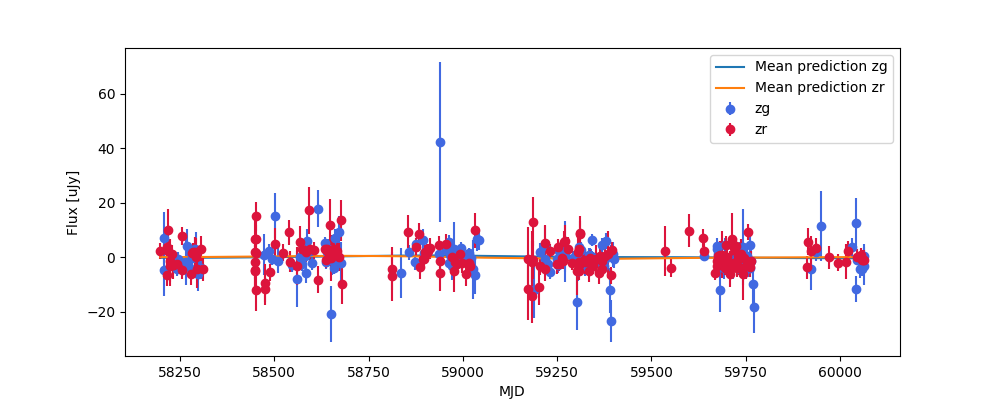 Mean prediction zg
Mean prediction zr
zg
zr
Flux [uJy]
60
40
20
0
−20
58250
58500
58750
59000
59250
59500
59750
60000
MJD